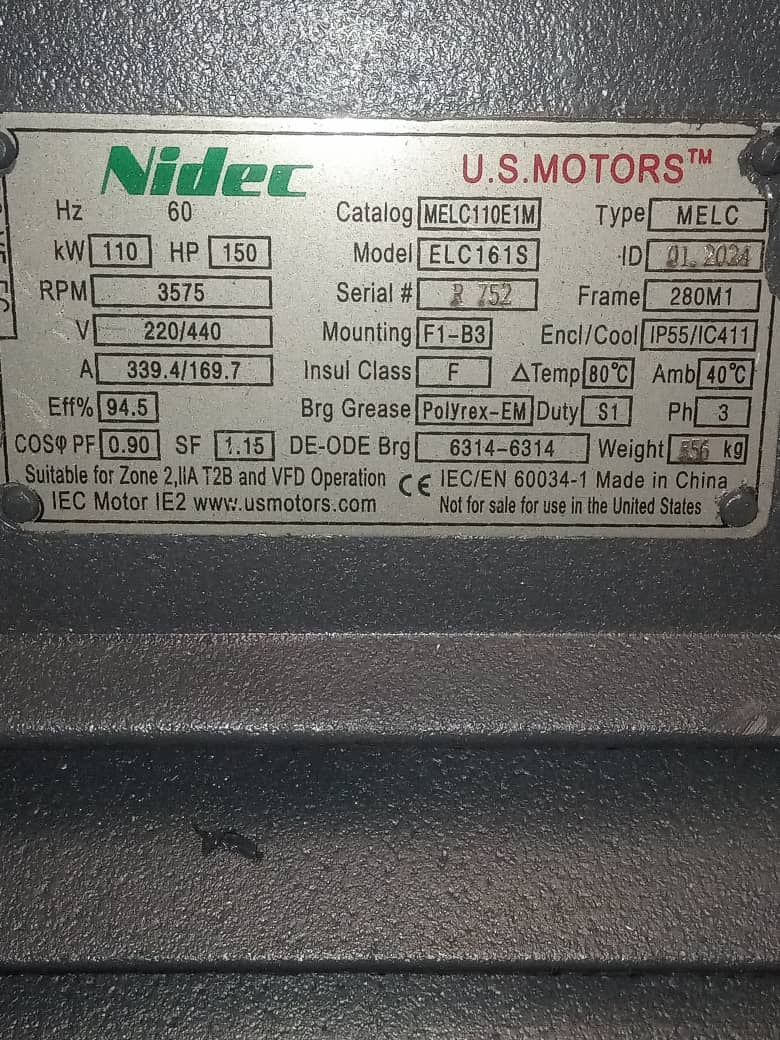 Nidec U.S.MOTORS™
Hz 60 Catalog MELC110E1M Type MELC
kW 110 HP 150 Model ELC161S ID 01.2024
RPM 3575 Serial # R 752 Frame 280M1
V 220/440 Mounting F1-B3 Encl/Cool IP55/IC411
A 339.4/169.7 Insul Class F ΔTemp 80°C Amb 40°C
Eff% 94.5 Brg Grease Polyrex-EM Duty S1 Ph 3
COSφ PF 0.90 SF 1.15 DE-ODE Brg 6314-6314 Weight 556 kg
Suitable for Zone 2,IIA T2B and VFD Operation CE IEC/EN 60034-1 Made in China
IEC Motor IE2 www.usmotors.com Not for sale for use in the United States